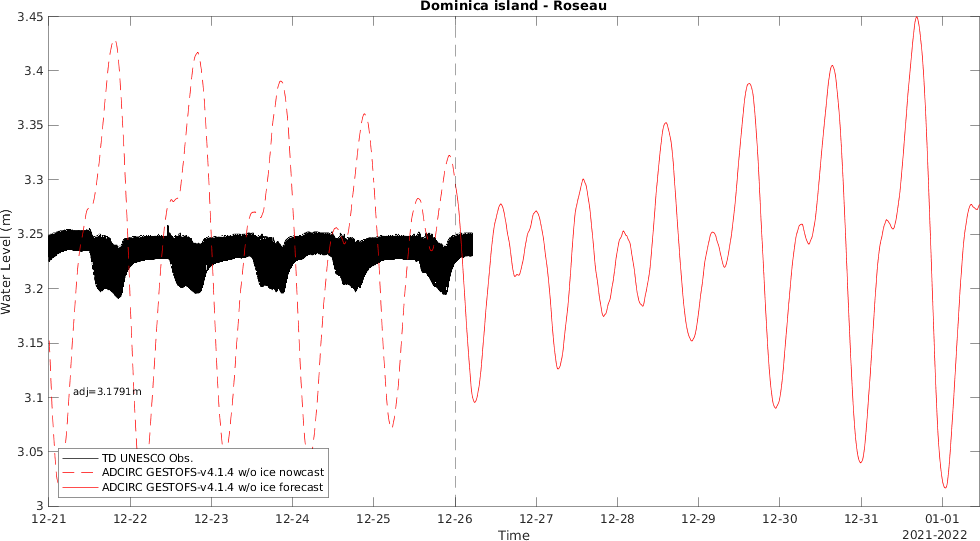 Dominica island - Roseau
3.45
3.4
3.35
3.3
3.25
3.2
3.15
3.1
3.05
3
Water Level (m)
adj=3.1791m
TD UNESCO Obs.
ADCIRC GESTOFS-v4.1.4 w/o ice nowcast
ADCIRC GESTOFS-v4.1.4 w/o ice forecast
12-21 12-22 12-23 12-24 12-25 12-26 12-27 12-28 12-29 12-30 12-31 01-01
Time
2021-2022